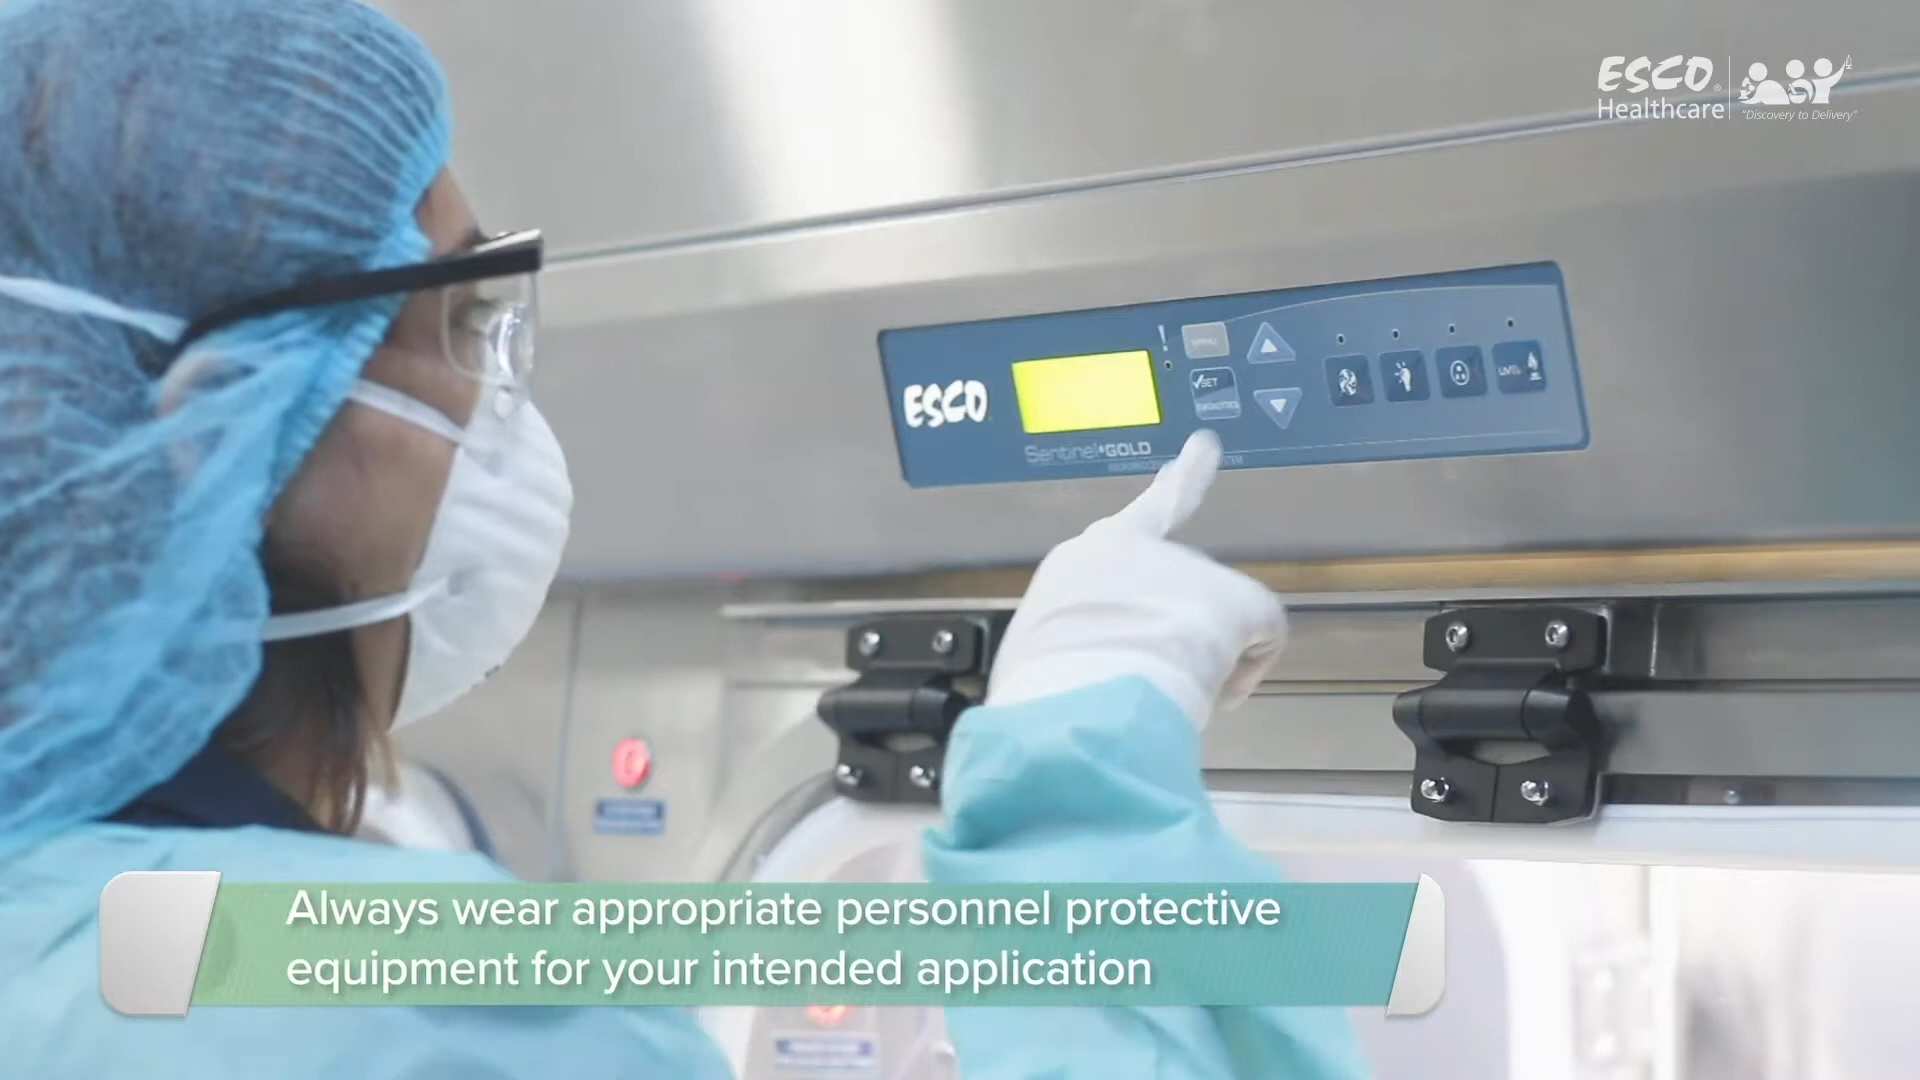 ESCO
Healthcare
"Discovery to Delivery"
ESCO
MENU
SET
Sentinel GOLD
Always wear appropriate personnel protective
equipment for your intended application